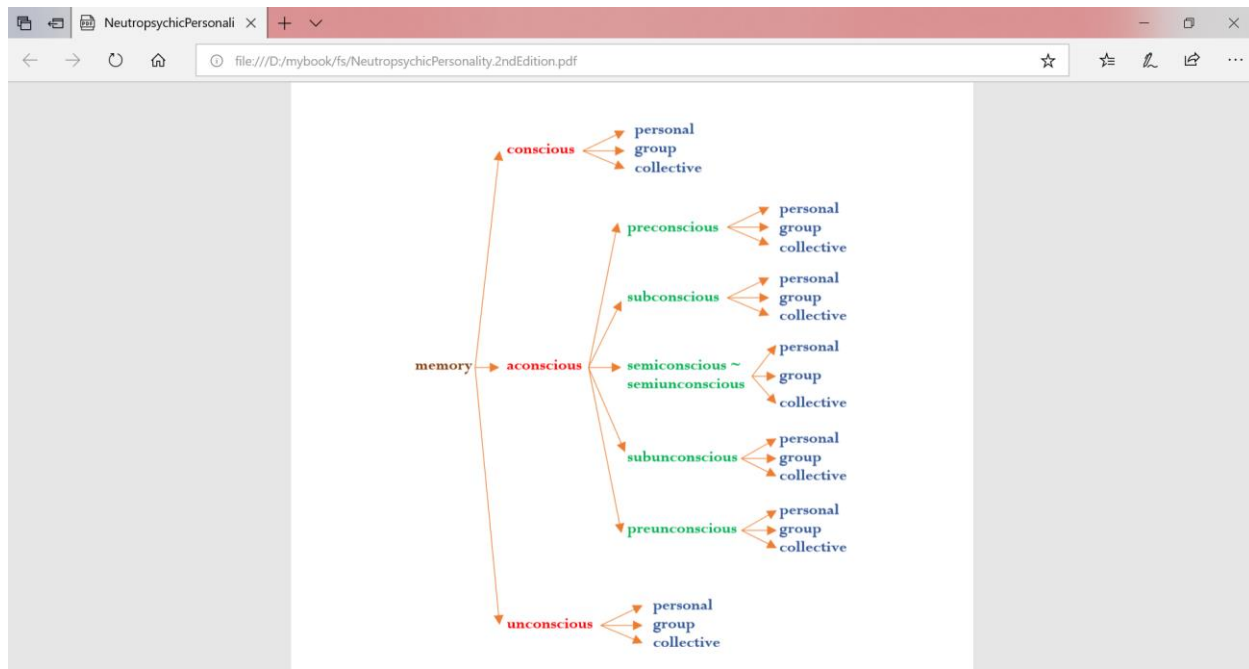 NeutropsychicPersonali
file:///D:/mybook/fs/NeutropsychicPersonality.2ndEdition.pdf
personal
conscious group
collective
personal
preconscious group
collective
personal
subconscious group
collective
personal
memory aconscious semiconscious ~
semiunconscious group
collective
personal
subunconscious group
collective
personal
preunconscious group
collective
personal
unconscious group
collective